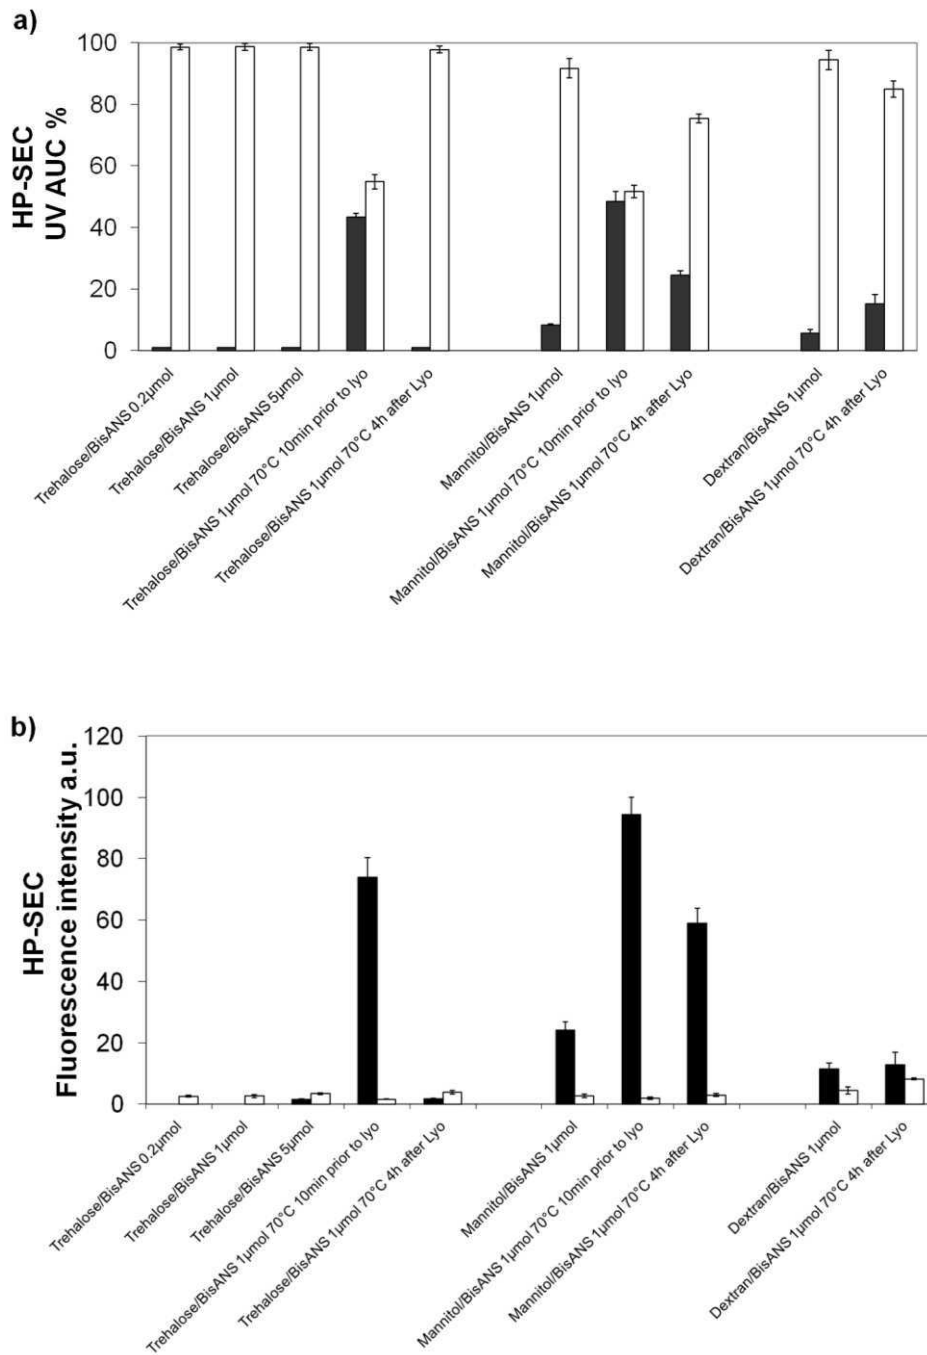 a)
HP-SEC
UV AUC %
100
80
60
40
20
0
Trehalose/BisANS 0.2µmol
Trehalose/BisANS 1µmol
Trehalose/BisANS 5µmol
Trehalose/BisANS 1µmol 70°C 10min prior to lyo
Trehalose/BisANS 1µmol 70°C 4h after Lyo
Mannitol/BisANS 1µmol
Mannitol/BisANS 1µmol 70°C 10min prior to lyo
Mannitol/BisANS 1µmol 70°C 4h after Lyo
Dextran/BisANS 1µmol
Dextran/BisANS 1µmol 70°C 4h after Lyo
b)
HP-SEC
Fluorescence intensity a.u.
120
100
80
60
40
20
0
Trehalose/BisANS 0.2µmol
Trehalose/BisANS 1µmol
Trehalose/BisANS 5µmol
Trehalose/BisANS 1µmol 70°C 10min prior to lyo
Trehalose/BisANS 1µmol 70°C 4h after Lyo
Mannitol/BisANS 1µmol
Mannitol/BisANS 1µmol 70°C 10min prior to lyo
Mannitol/BisANS 1µmol 70°C 4h after Lyo
Dextran/BisANS 1µmol
Dextran/BisANS 1µmol 70°C 4h after Lyo